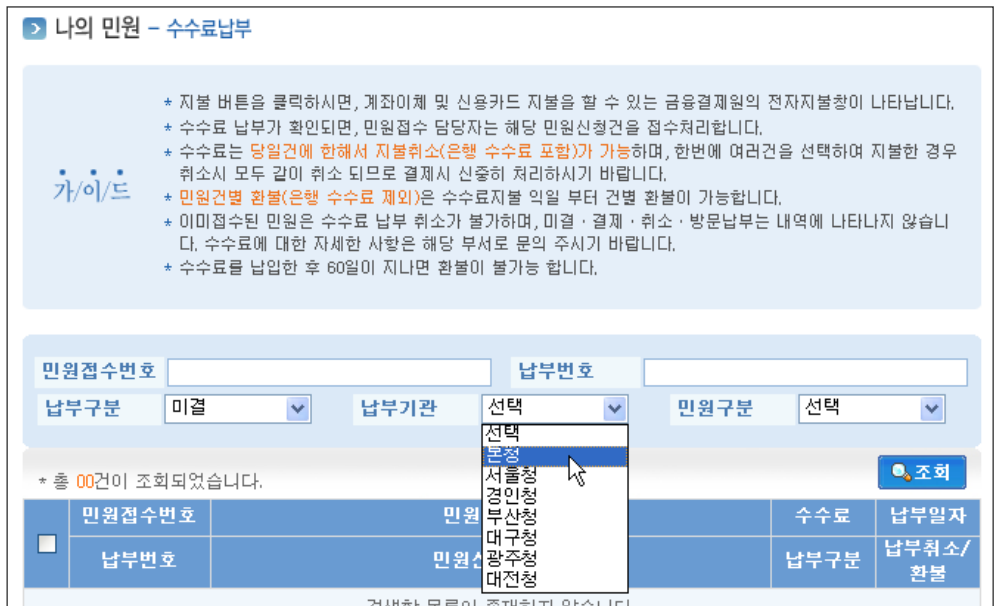 나의 민원 - 수수료납부
* 지불 버튼을 클릭하시면, 계좌이체 및 신용카드 지불을 할 수 있는 금융결제원의 전자지불창이 나타납니다.
* 수수료 납부가 확인되면, 민원접수 담당자는 해당 민원신청건을 접수처리합니다.
* 수수료는 당일건에 한해서 지불취소(은행 수수료 포함)가 가능하며, 한번에 여러건을 선택하여 지불한 경우
취소시 모두 같이 취소 되므로 결제시 신중히 처리하시기 바랍니다.
가/이/드
* 민원건별 환불(은행 수수료 제외)은 수수료지불 익일 부터 건별 환불이 가능합니다.
* 이미접수된 민원은 수수료 납부 취소가 불가하며, 미결 · 결제 · 취소 · 방문납부는 내역에 나타나지 않습니
다. 수수료에 대한 자세한 사항은 해당 부서로 문의 주시기 바랍니다.
* 수수료를 납입한 후 60일이 지나면 환불이 불가능 합니다.
민원접수번호 납부번호
납부구분 미결 납부기관 선택 민원구분 선택
선택
본청
서울청
경인청
부산청
대구청
광주청
대전청
* 총 00건이 조회되었습니다.
조회
민원접수번호 민원 수수료 납부일자
납부번호 납부구분 납부취소/
환불